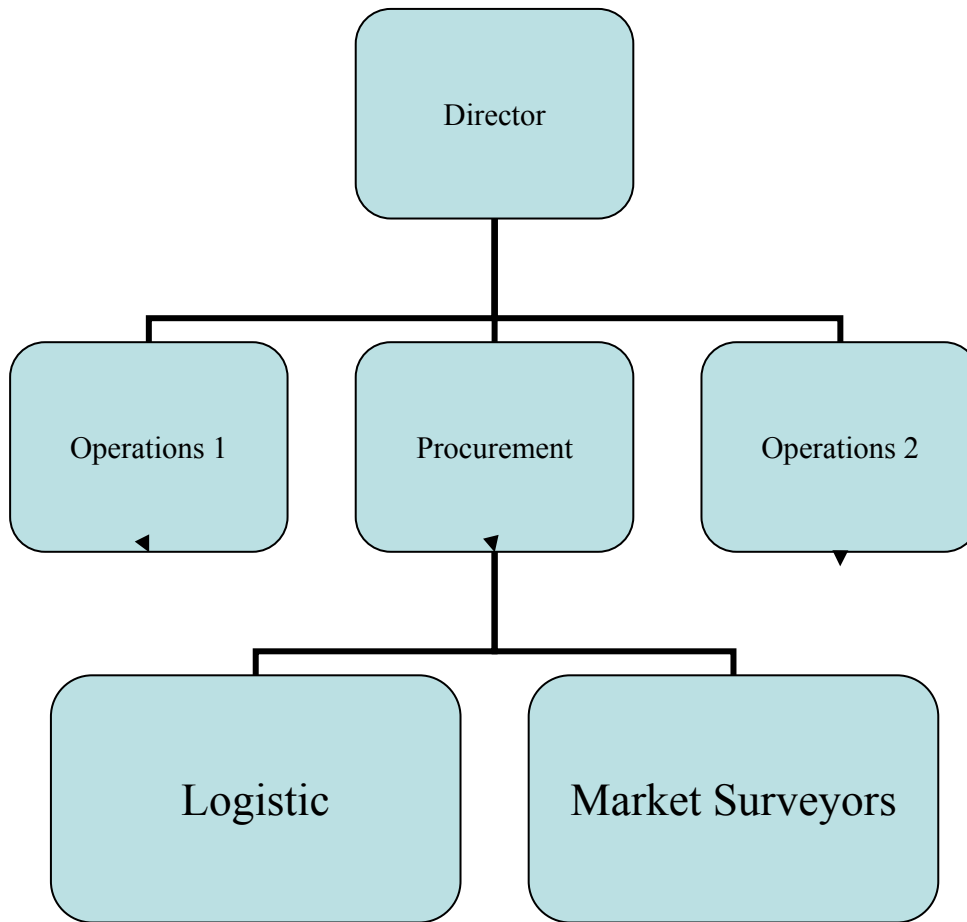 Director
Operations 1
Procurement
Operations 2
Logistic
Market Surveyors